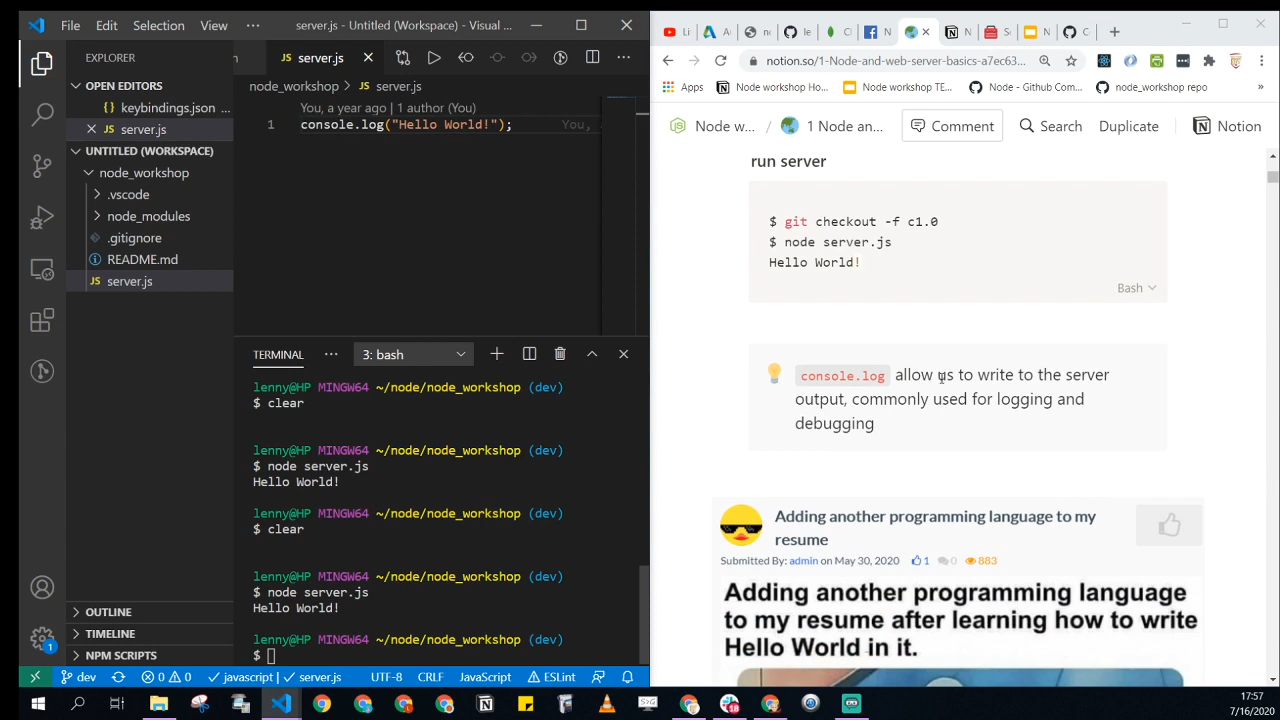 File Edit Selection View ··· server.js - Untitled (Workspace) - Visual ...
EXPLORER
OPEN EDITORS
keybindings.json ...
server.js
UNTITLED (WORKSPACE)
node_workshop
.vscode
node_modules
.gitignore
README.md
server.js
OUTLINE
TIMELINE
NPM SCRIPTS
server.js
node_workshop > server.js
You, a year ago | 1 author (You)
1 console.log("Hello World!"); You,
TERMINAL ··· 3: bash
lenny@HP MINGW64 ~/node/node_workshop (dev)
$ clear
lenny@HP MINGW64 ~/node/node_workshop (dev)
$ node server.js
Hello World!
lenny@HP MINGW64 ~/node/node_workshop (dev)
$ clear
lenny@HP MINGW64 ~/node/node_workshop (dev)
$ node server.js
Hello World!
lenny@HP MINGW64 ~/node/node_workshop (dev)
$
1
dev 0 0 javascript | server.js UTF-8 CRLF JavaScript ESLint
notion.so/1-Node-and-web-server-basics-a7ec63...
Apps Node workshop Ho... Node workshop TE... Node - Github Com... node_workshop repo »
Node w... / 1 Node an... Comment Search Duplicate Notion
run server
$ git checkout -f c1.0
$ node server.js
Hello World!
Bash
console.log allow us to write to the server
output, commonly used for logging and
debugging
Adding another programming language to my
resume
Submitted By: admin on May 30, 2020 1 0 883
Adding another programming language
to my resume after learning how to write
Hello World in it.
17:57
7/16/2020